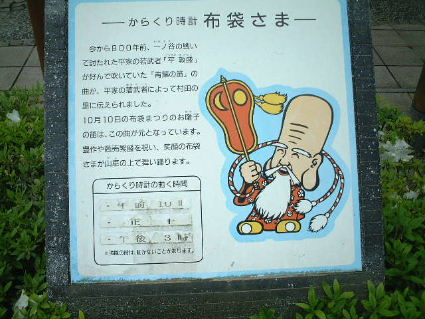 からくり時計 布袋さま
今から800年前、一ノ谷の戦い
で討たれた平家の若武者「平 敦盛」
が好んで吹いていた「青葉の笛」の
曲が、平家の落武者によって村田の
里に伝えられました。
10月10日の布袋まつりのお囃子
の笛は、この曲が元となっています。
豊作や商売繁盛を祝い、笑顔の布袋
さまが山車の上で舞い踊ります。
からくり時計の動く時間
・午前 10時
・正 午
・午後 3時